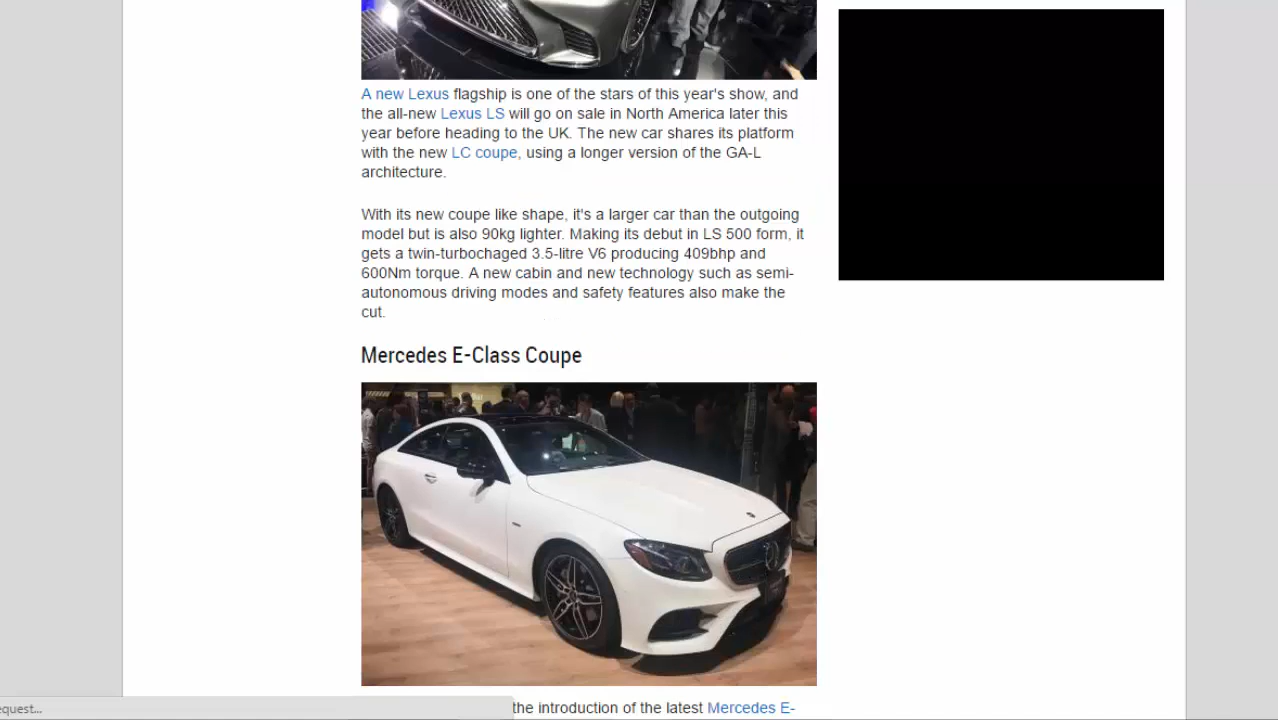 A new Lexus flagship is one of the stars of this year's show, and
the all-new Lexus LS will go on sale in North America later this
year before heading to the UK. The new car shares its platform
with the new LC coupe, using a longer version of the GA-L
architecture.
With its new coupe like shape, it's a larger car than the outgoing
model but is also 90kg lighter. Making its debut in LS 500 form, it
gets a twin-turbochaged 3.5-litre V6 producing 409bhp and
600Nm torque. A new cabin and new technology such as semi-
autonomous driving modes and safety features also make the
cut.
Mercedes E-Class Coupe
the introduction of the latest Mercedes E-
equest...